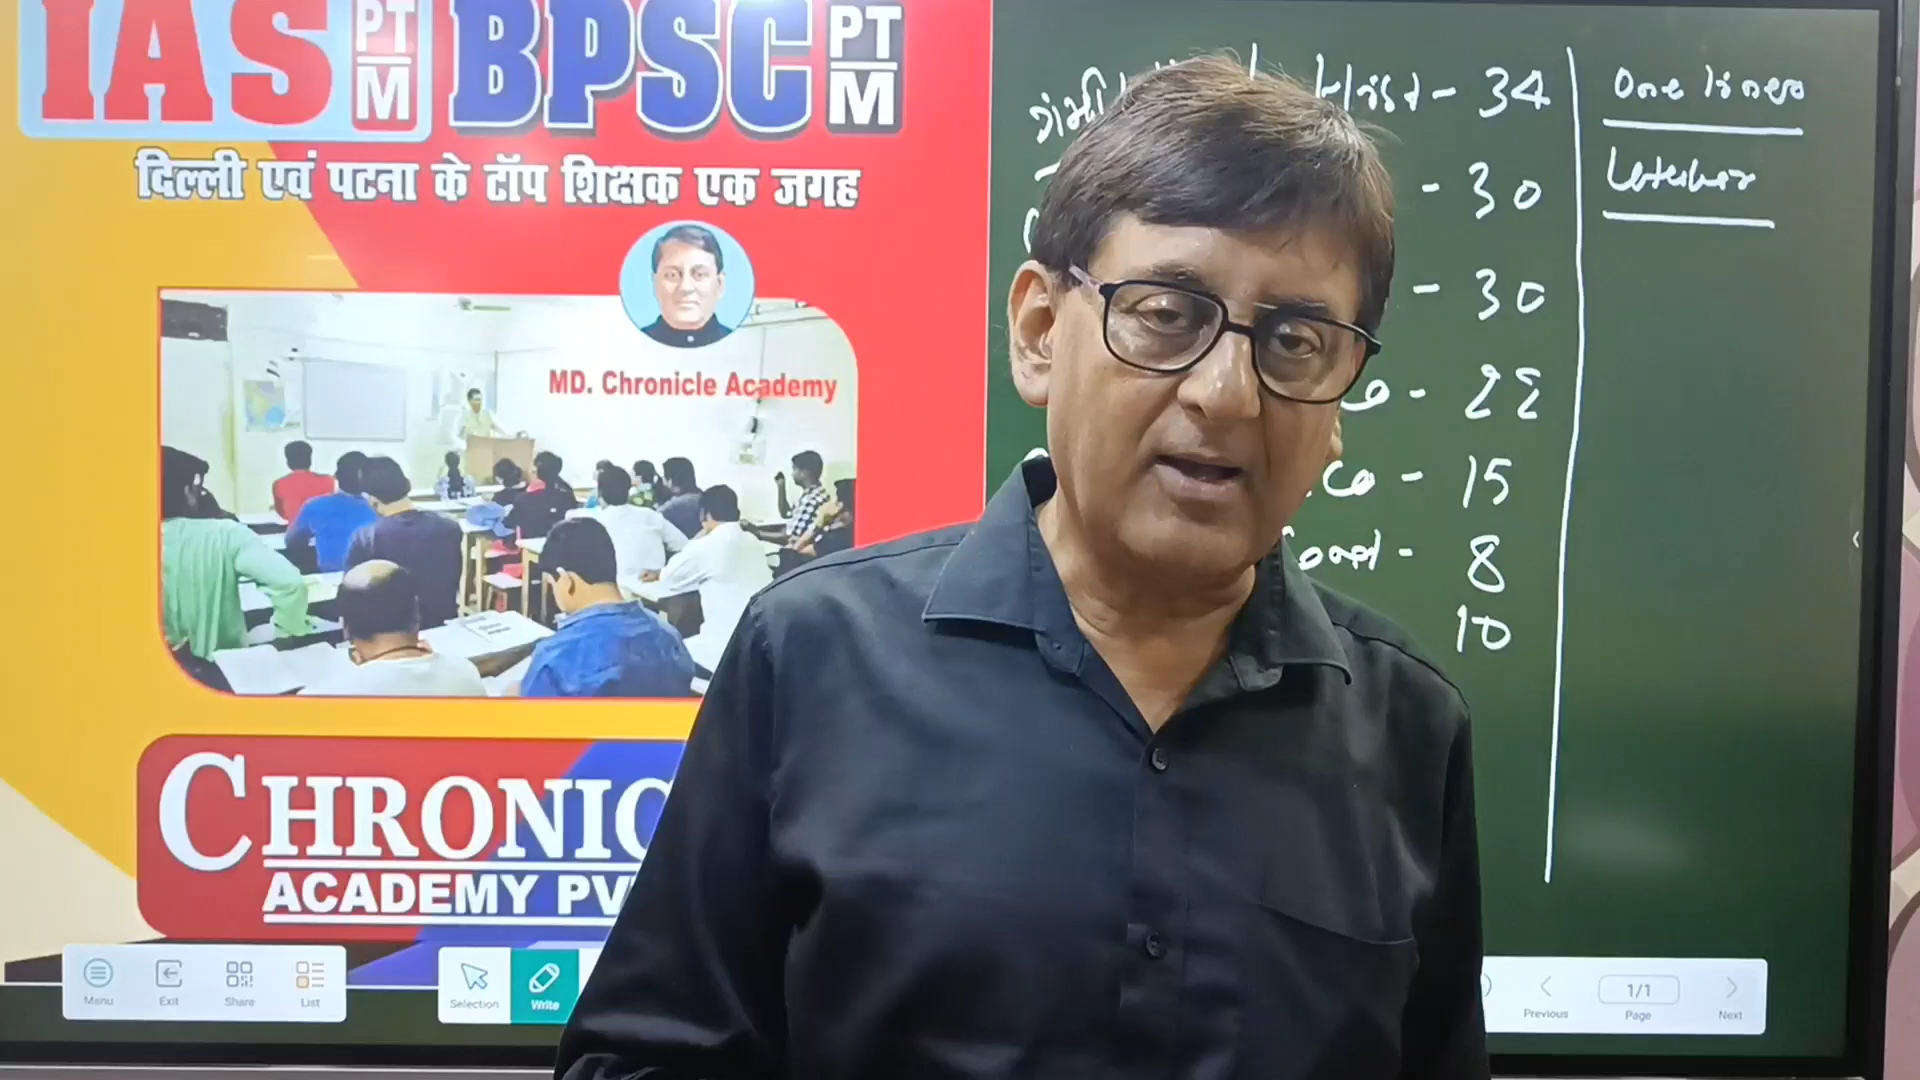 IAS PT M BPSC PT M
दिल्ली एवं पटना के टॉप शिक्षक एक जगह
MD. Chronicle Academy
CHRONIC
ACADEMY PV
Hist - 34
- 30
- 30
- 22
- 15
- 8
10
One liners
Menu
Exit
Share
List
Selection
Write
Previous
1/1
Page
Next